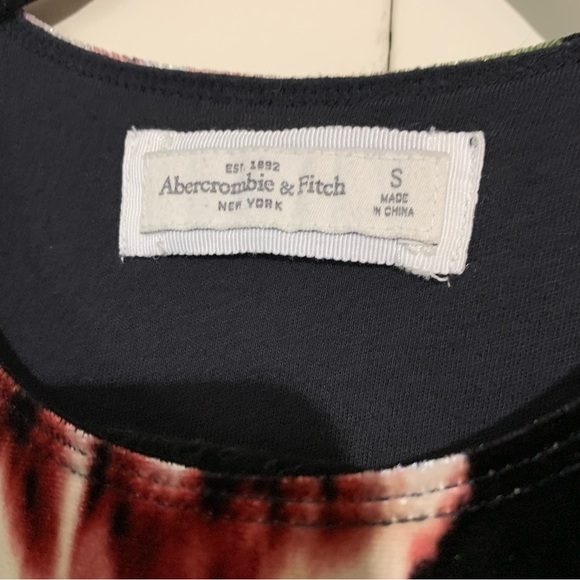 EST. 1892
Abercrombie & Fitch
NEW YORK
S
MADE
IN CHINA